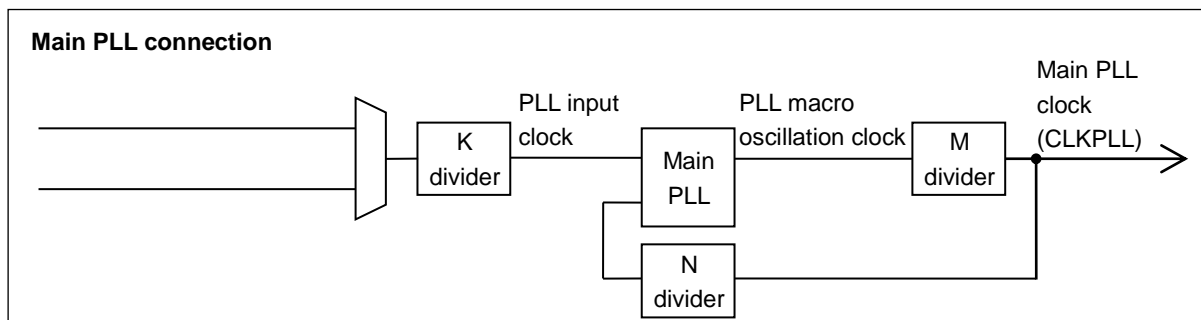 Main PLL connection
K
divider
PLL input
clock
Main
PLL
PLL macro
oscillation clock
M
divider
Main PLL
clock
(CLKPLL)
N
divider